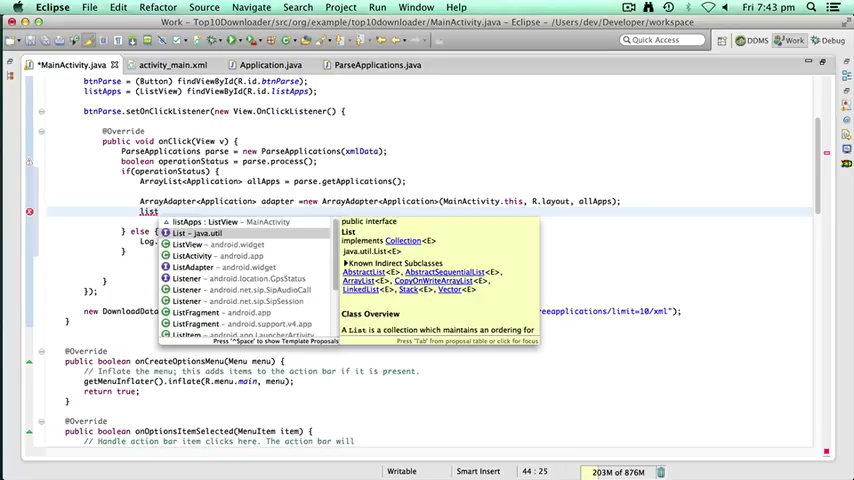 Eclipse File Edit Refactor Source Navigate Search Project Run Window Help Fri 7:43 pm
Work - Top10Downloader/src/org/example/top10downloader/MainActivity.java - Eclipse - /Users/dev/Developer/workspace
Quick Access DDMS Work Debug
*MainActivity.java activity_main.xml Application.java ParseApplications.java
btnParse = (Button) findViewById(R.id.btnParse);
listApps = (ListView) findViewById(R.id.listApps);
btnParse.setOnClickListener(new View.OnClickListener() {
@Override
public void onClick(View v) {
ParseApplications parse = new ParseApplications(xmlData);
boolean operationStatus = parse.process();
if(operationStatus) {
ArrayList<Application> allApps = parse.getApplications();
ArrayAdapter<Application> adapter =new ArrayAdapter<Application>(MainActivity.this, R.layout, allApps);
list
} else {
Log.
}
}
});
listApps : ListView - MainActivity
List - java.util
ListView - android.widget
ListActivity - android.app
ListAdapter - android.widget
Listener - android.location.GpsStatus
Listener - android.net.sip.SipAudioCall
Listener - android.net.sip.SipSession
ListFragment - android.app
ListFragment - android.support.v4.app
ListItem - android.app.LauncherActivity
Press '^Space' to show Template Proposals
public interface
List
implements Collection<E>
java.util.List<E>
Known Indirect Subclasses
AbstractList<E>, AbstractSequentialList<E>,
ArrayList<E>, CopyOnWriteArrayList<E>,
LinkedList<E>, Stack<E>, Vector<E>
Class Overview
A List is a collection which maintains an ordering for
Press 'Tab' from proposal table or click for focus
new DownloadDa eeapplications/limit=10/xml");
}
@Override
public boolean onCreateOptionsMenu(Menu menu) {
// Inflate the menu; this adds items to the action bar if it is present.
getMenuInflater().inflate(R.menu.main, menu);
return true;
}
@Override
public boolean onOptionsItemSelected(MenuItem item) {
// Handle action bar item clicks here. The action bar will
Writable Smart Insert 44 : 25 203M of 876M